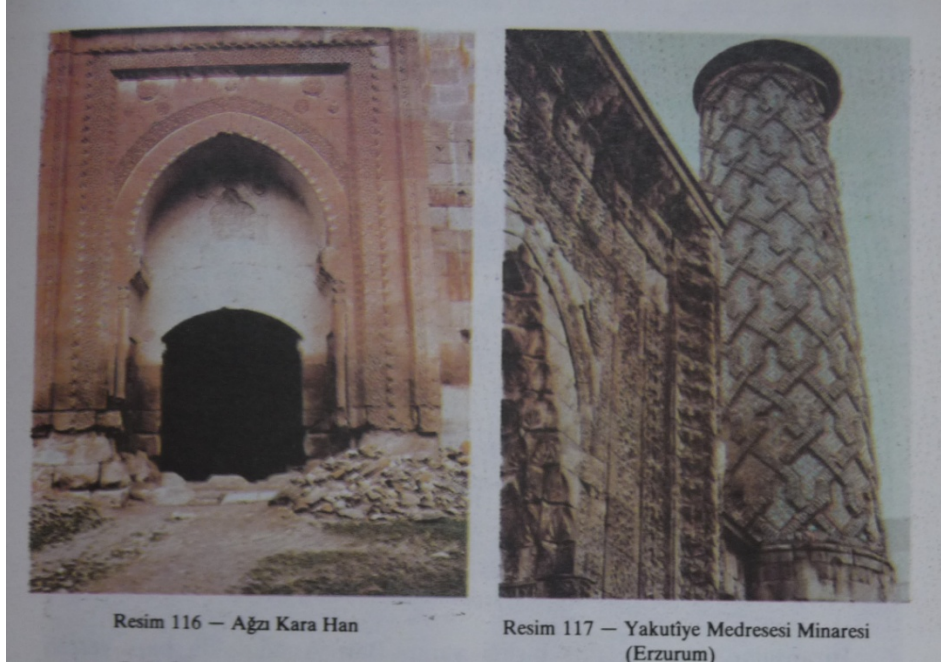 Resim 116 — Ağzı Kara Han
Resim 117 — Yakutîye Medresesi Minaresi
(Erzurum)